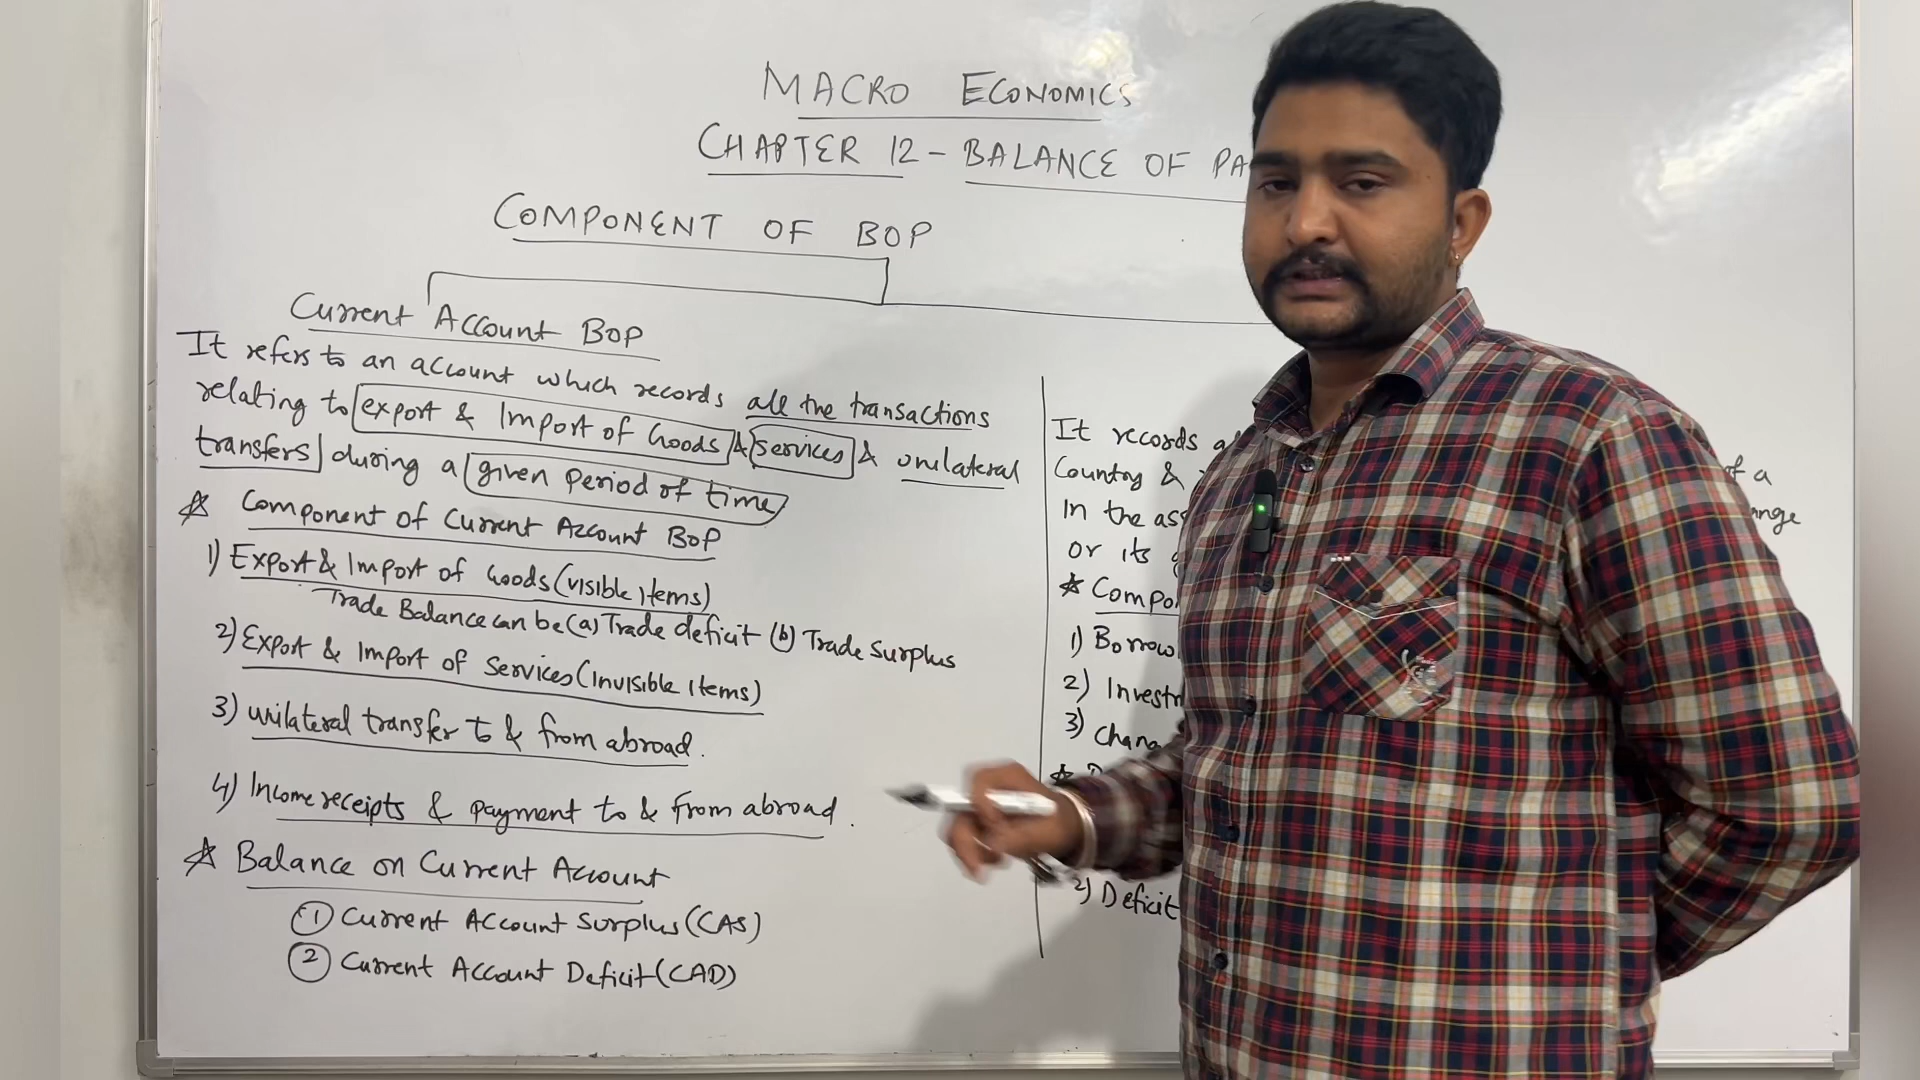 MACRO ECONOMICS
CHAPTER 12 - BALANCE OF PA
COMPONENT OF BOP
Current Account BOP
It refers to an account which records all the transactions
relating to export & Import of Goods & services & unilateral
transfers during a given period of time
☆ Component of Current Account BOP
1) Export & Import of Goods (visible items)
Trade Balance can be (a) Trade deficit (b) Trade surplus
2) Export & Import of Services (invisible items)
3) unilateral transfer to & from abroad.
4) Income receipts & payment to & from abroad.
☆ Balance on Current Account
① Current Account Surplus (CAS)
② Current Account Deficit (CAD)
It records of a
Country &
In the
or its
☆
1)
2)
3)
☆
2) Deficit